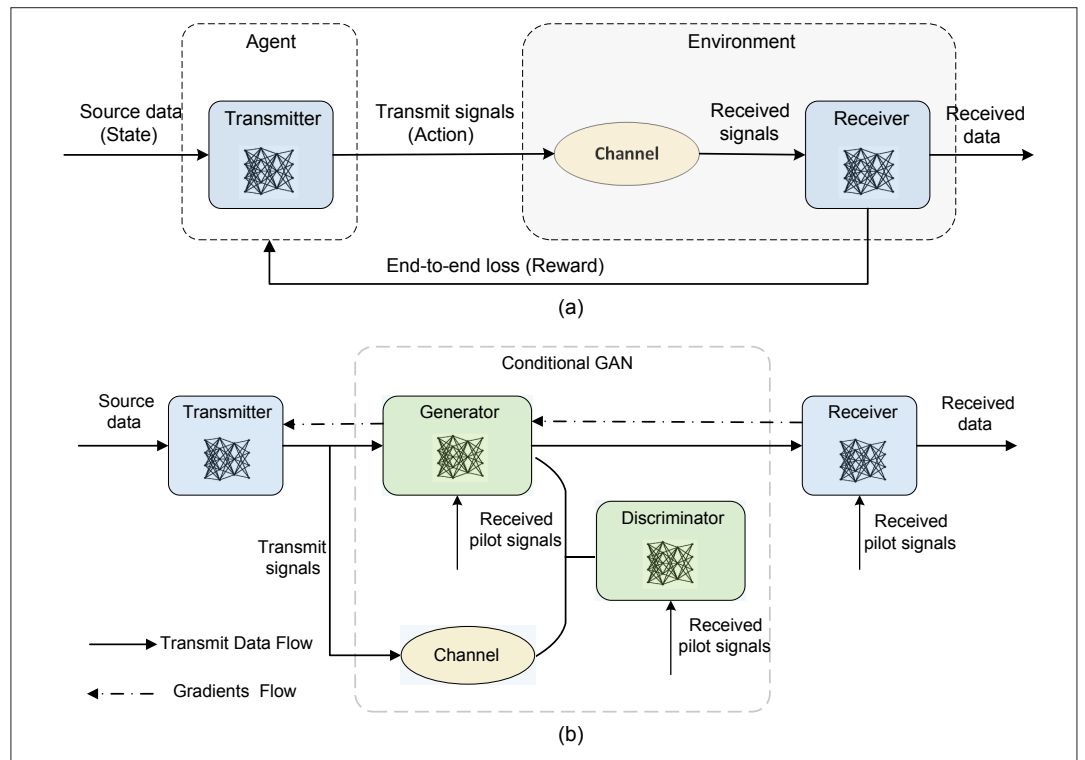 Agent
Environment
Source data
(State)
Transmitter
Transmit signals
(Action)
Channel
Received
signals
Receiver
Received
data
End-to-end loss (Reward)
(a)
Conditional GAN
Source
data
Transmitter
Generator
Receiver
Received
data
Received
pilot signals
Discriminator
Received
pilot signals
Transmit
signals
Received
pilot signals
Channel
Transmit Data Flow
Gradients Flow
(b)